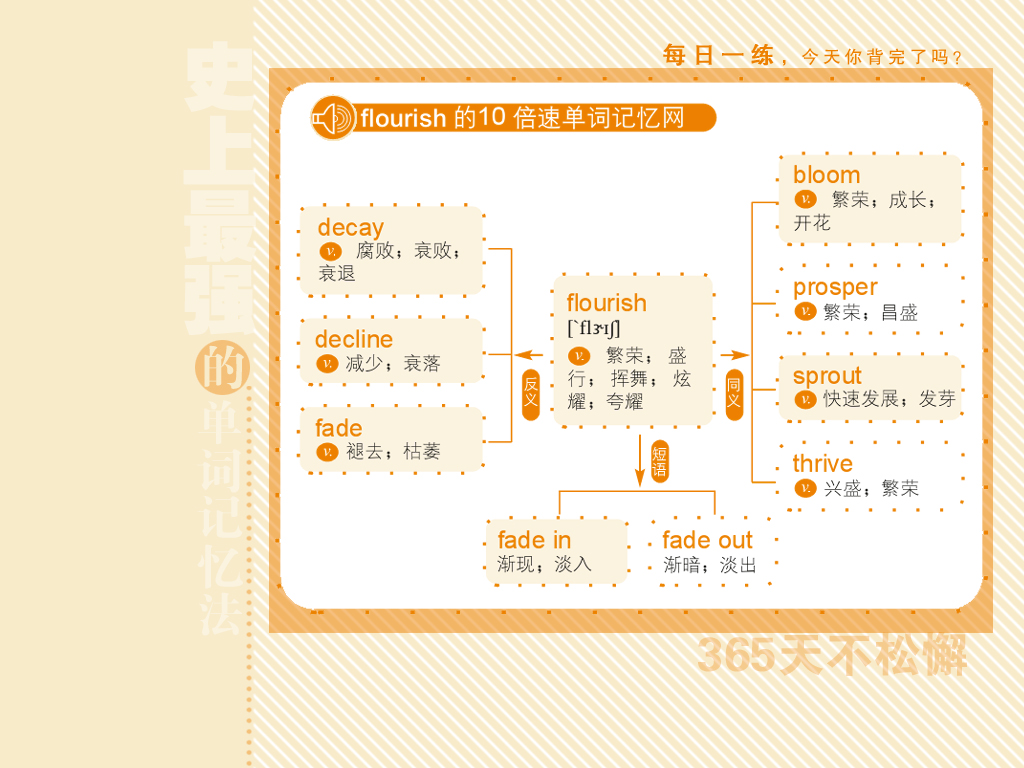 每日一练，今天你背完了吗?
史上最强的单词记忆法
flourish 的10 倍速单词记忆网
decay
v. 腐败；衰败；
衰退
decline
v. 减少；衰落
fade
v. 褪去；枯萎
反义
flourish
[`flɝɪʃ]
v. 繁荣； 盛
行； 挥舞； 炫
耀；夸耀
同义
bloom
v. 繁荣；成长；
开花
prosper
v. 繁荣；昌盛
sprout
v. 快速发展；发芽
thrive
v. 兴盛；繁荣
短语
fade in
渐现；淡入
fade out
渐暗；淡出
365天不松懈